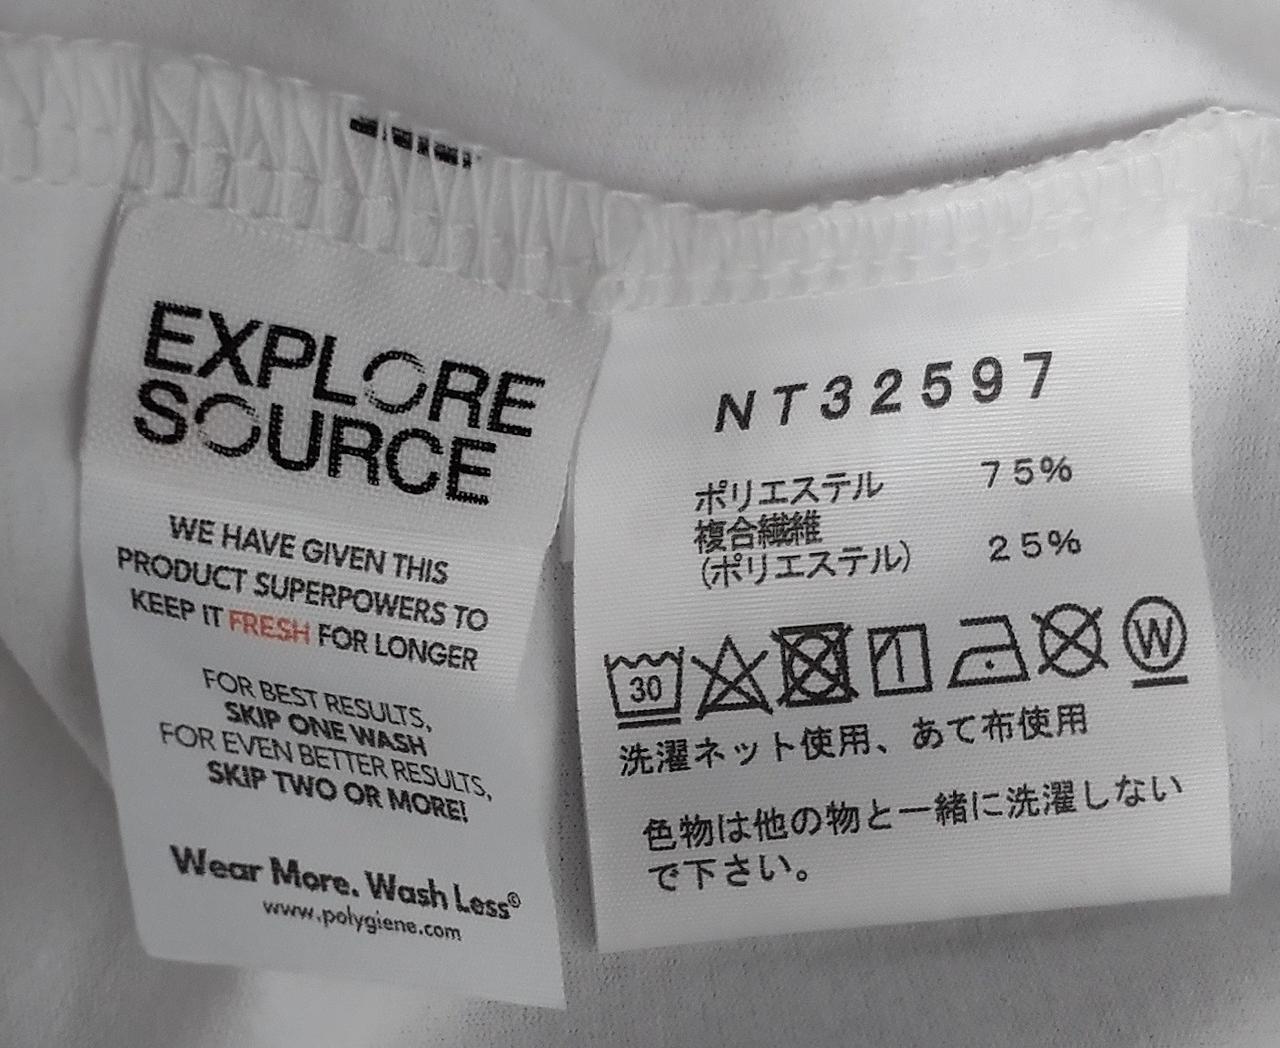 EXPLORE
SOURCE
WE HAVE GIVEN THIS
PRODUCT SUPERPOWERS TO
KEEP IT FRESH FOR LONGER
FOR BEST RESULTS,
SKIP ONE WASH
FOR EVEN BETTER RESULTS,
SKIP TWO OR MORE!
Wear More. Wash Less©
www.polygiene.com
NT32597
ポリエステル 75%
複合繊維
(ポリエステル) 25%
30 W
洗濯ネット使用、あて布使用
色物は他の物と一緒に洗濯しない
で下さい。